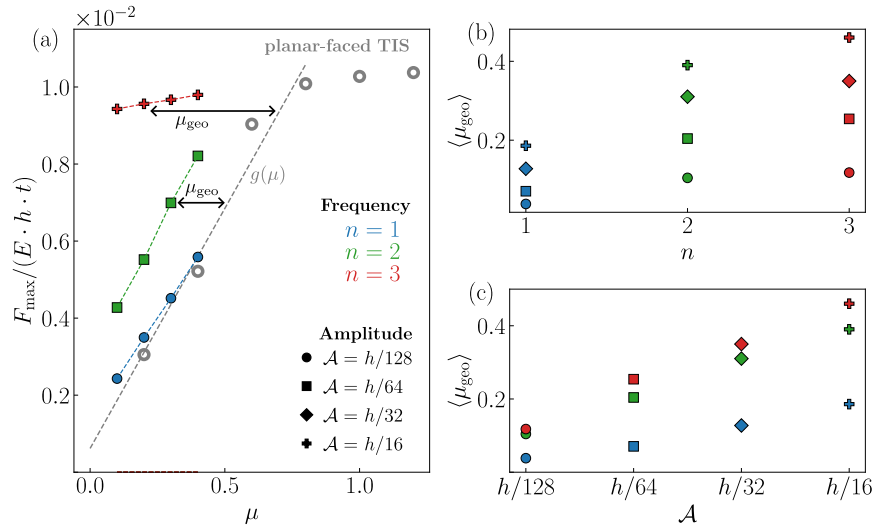 ×10⁻²
(a)
planar-faced TIS
1.0
0.8
0.6
0.4
0.2
F_max/(E · h · t)
μ_geo
g(μ)
μ_geo
Frequency
n = 1
n = 2
n = 3
Amplitude
𝒜 = h/128
𝒜 = h/64
𝒜 = h/32
𝒜 = h/16
0.0 0.5 1.0
μ
(b)
0.4
0.2
⟨μ_geo⟩
1 2 3
n
(c)
0.4
0.2
⟨μ_geo⟩
h/128 h/64 h/32 h/16
𝒜